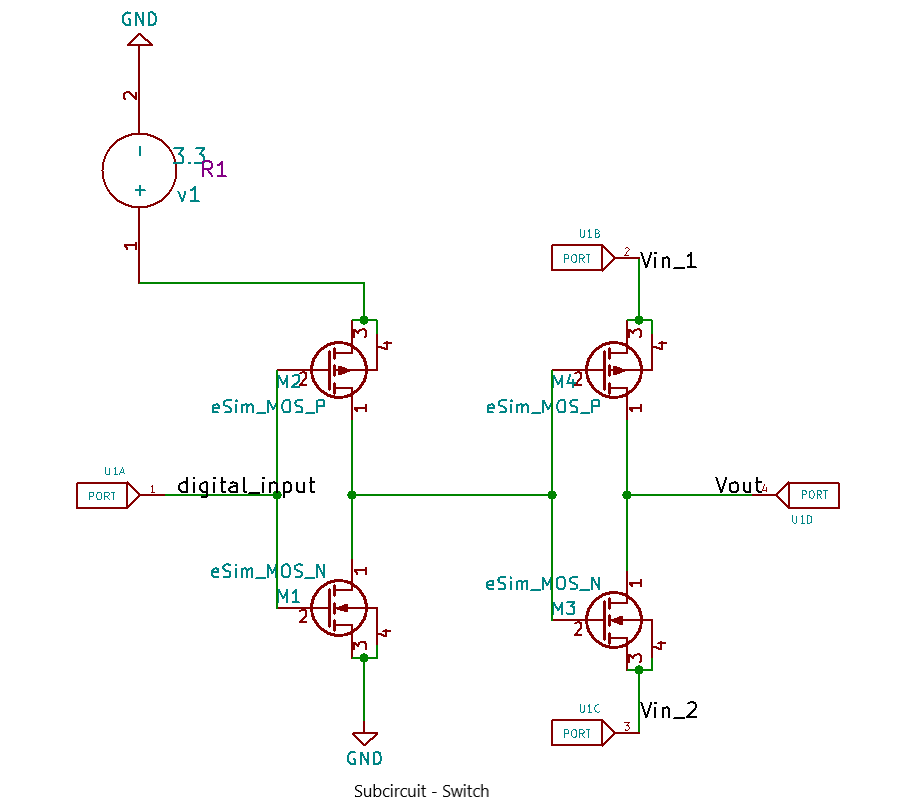 GND
2
3.3
R1
v1
1
U1B
PORT
2
Vin_1
3
4
M2
2
eSim_MOS_P
1
3
4
M4
2
eSim_MOS_P
1
U1A
PORT
1
digital_input
Vout
4
PORT
U1D
eSim_MOS_N
1
M1
2
3
4
eSim_MOS_N
1
M3
2
3
4
GND
U1C
PORT
3
Vin_2
Subcircuit - Switch